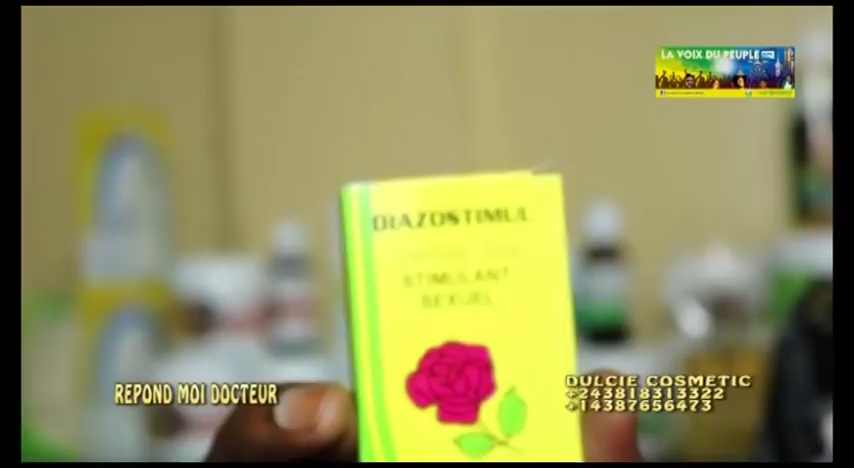 LA VOIX DU PEUPLE
DIAZOSTIMUL
STIMULANT
SEXUEL
REPOND MOI DOCTEUR
DULCIE COSMETIC
+243818313322
+14387656473